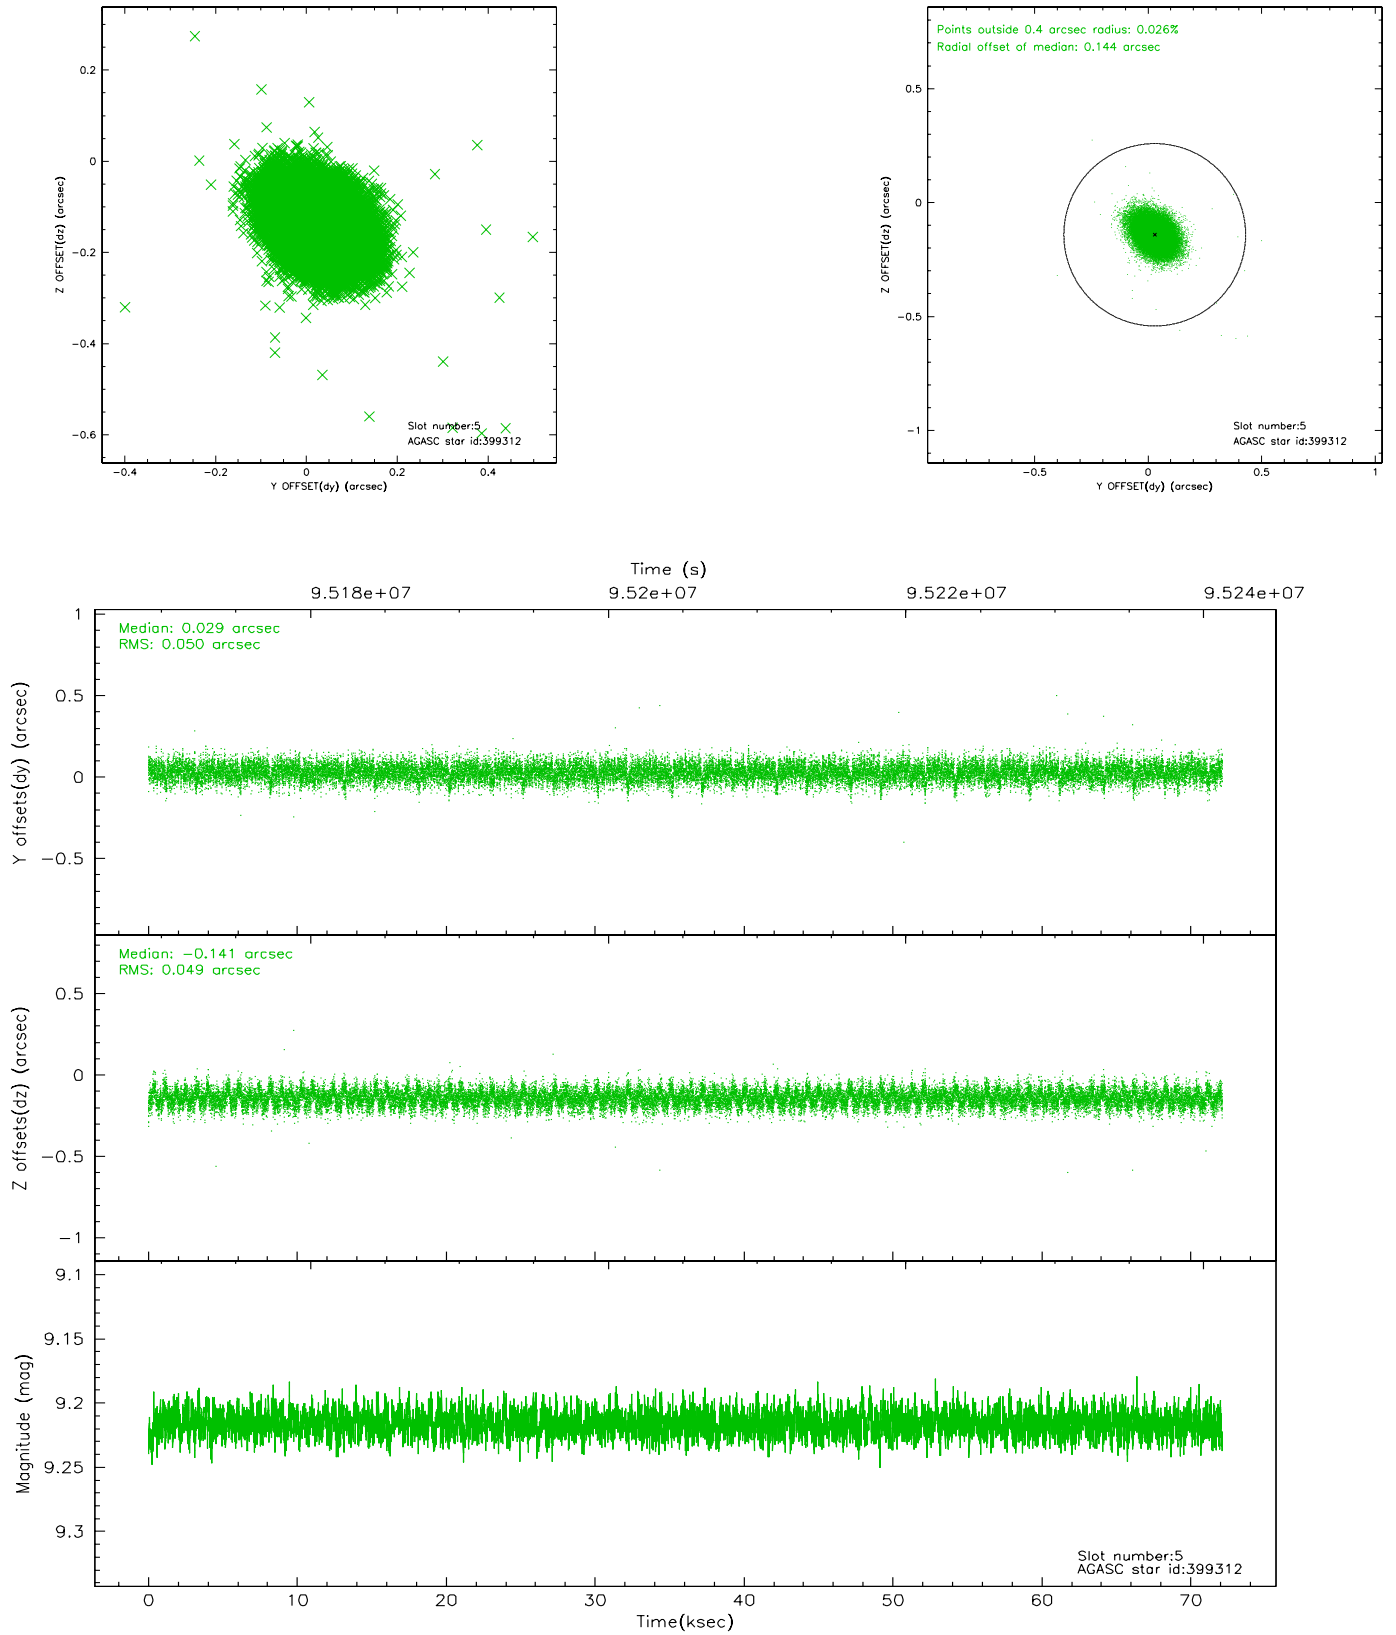 0.2
0
-0.2
-0.4
-0.6
Z OFFSET(dz) (arcsec)
-0.4
-0.2
0
0.2
0.4
Y OFFSET(dy) (arcsec)
Slot number:5
AGASC star id:399312
Points outside 0.4 arcsec radius: 0.026%
Radial offset of median: 0.144 arcsec
0.5
0
-0.5
-1
Z OFFSET(dz) (arcsec)
-0.5
0
0.5
1
Y OFFSET(dy) (arcsec)
Slot number:5
AGASC star id:399312
Time (s)
9.518e+07
9.52e+07
9.522e+07
9.524e+07
Median: 0.029 arcsec
RMS: 0.050 arcsec
1
0.5
0
-0.5
Y offsets(dy) (arcsec)
Median: -0.141 arcsec
RMS: 0.049 arcsec
0.5
0
-0.5
-1
Z offsets(dz) (arcsec)
9.1
9.15
9.2
9.25
9.3
Magnitude (mag)
Slot number:5
AGASC star id:399312
0
10
20
30
40
50
60
70
Time(ksec)